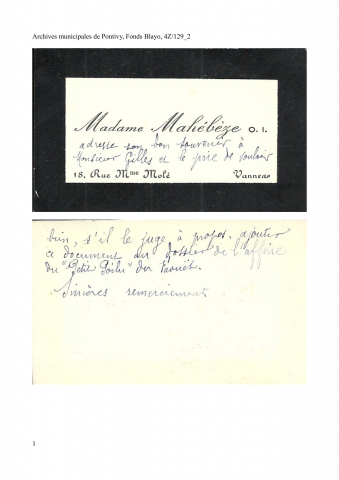 Archives municipales de Pontivy, Fonds Blayo, 4Z/129_2
Madame Mahébèze O. I.
adresse son bon souvenir à
Monsieur Gilles et le prie de vouloir
18, Rue Mme Molé Vannes
bien, s'il le juge à propos, ajouter
ce document au dossier de l'affaire
du "Petit Poilu" du Faouët.
Sincères remerciements
1